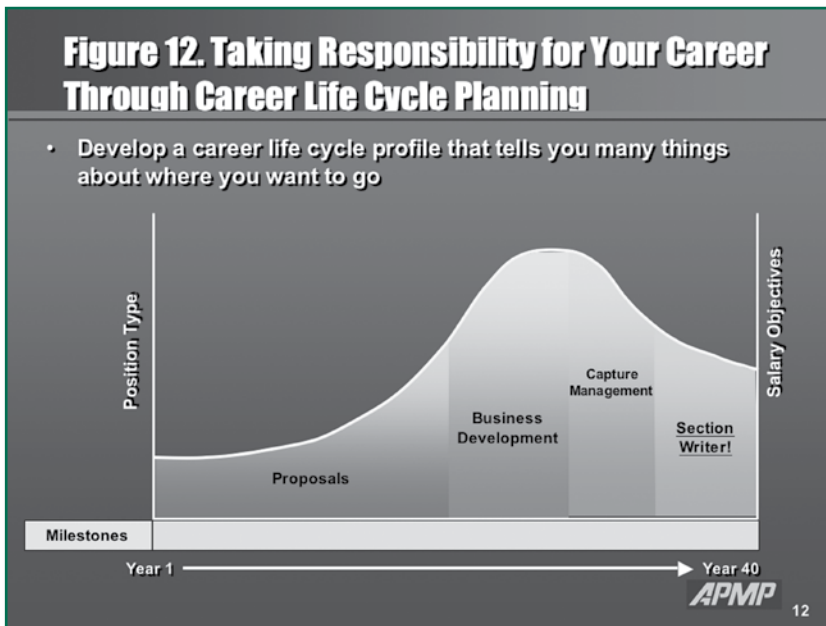 Figure 12. Taking Responsibility for Your Career
Through Career Life Cycle Planning
• Develop a career life cycle profile that tells you many things
about where you want to go
Position Type
Salary Objectives
Proposals
Business
Development
Capture
Management
Section
Writer!
Milestones
Year 1
Year 40
APMP
12